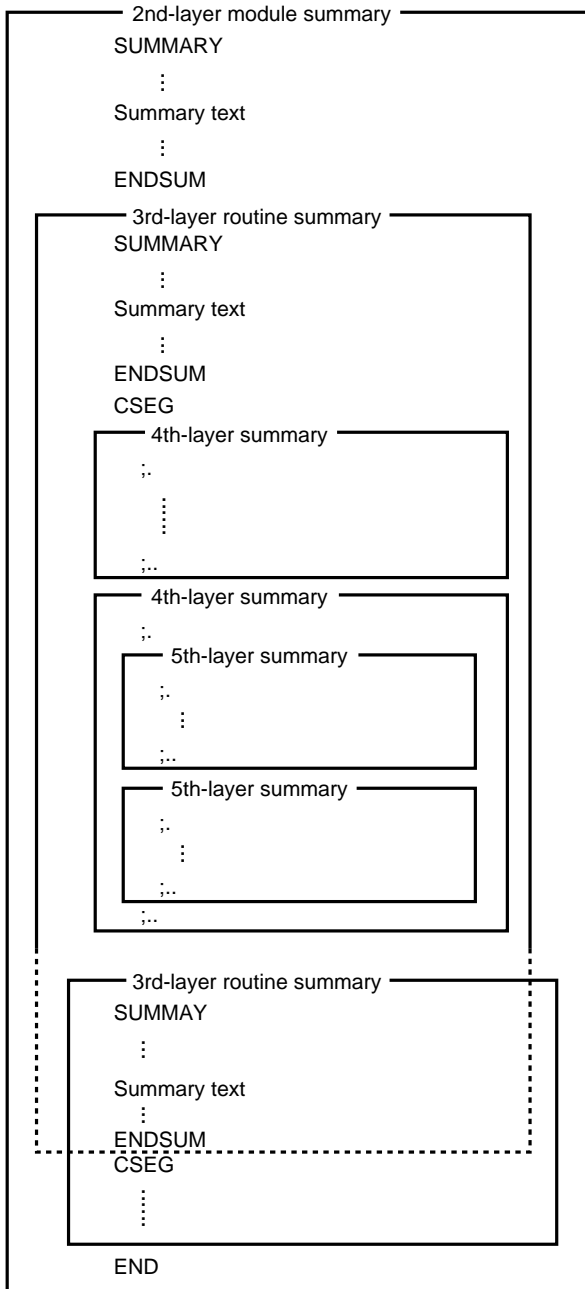 2nd-layer module summary
SUMMARY
⋮
Summary text
⋮
ENDSUM
3rd-layer routine summary
SUMMARY
⋮
Summary text
⋮
ENDSUM
CSEG
4th-layer summary
;.
⋮
;..
4th-layer summary
;.
5th-layer summary
;.
⋮
;..
5th-layer summary
;.
⋮
;..
;..
3rd-layer routine summary
SUMMAY
⋮
Summary text
⋮
ENDSUM
CSEG
⋮
END